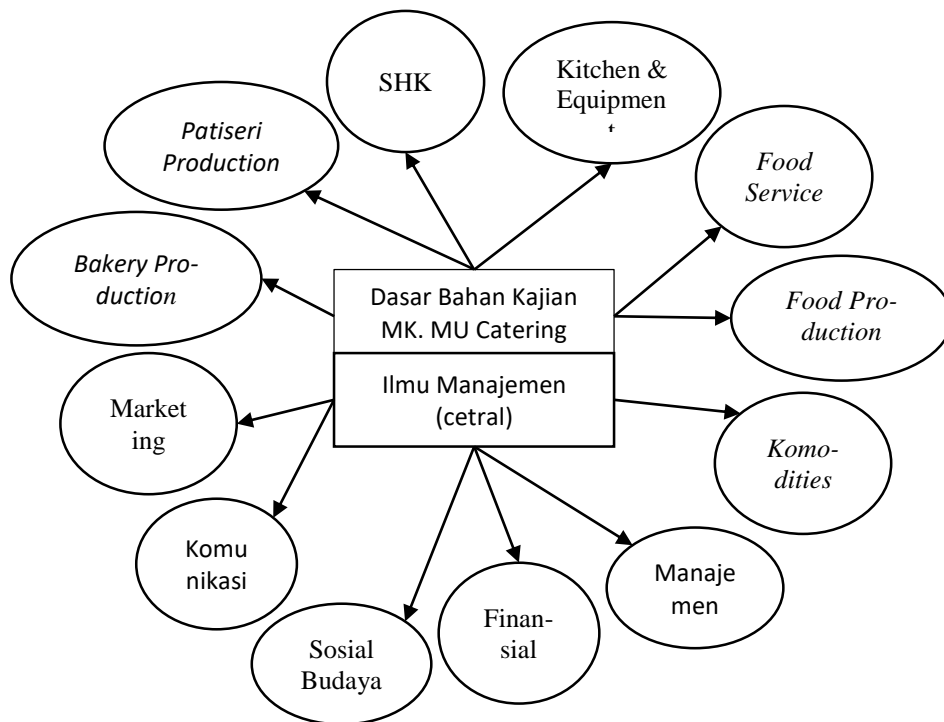 SHK
Kitchen &
Equipmen
t
Patiseri
Production
Food
Service
Bakery Pro-
duction
Dasar Bahan Kajian
MK. MU Catering
Food Pro-
duction
Ilmu Manajemen
(cetral)
Market
ing
Komo-
dities
Komu
nikasi
Manaje
men
Finan-
sial
Sosial
Budaya